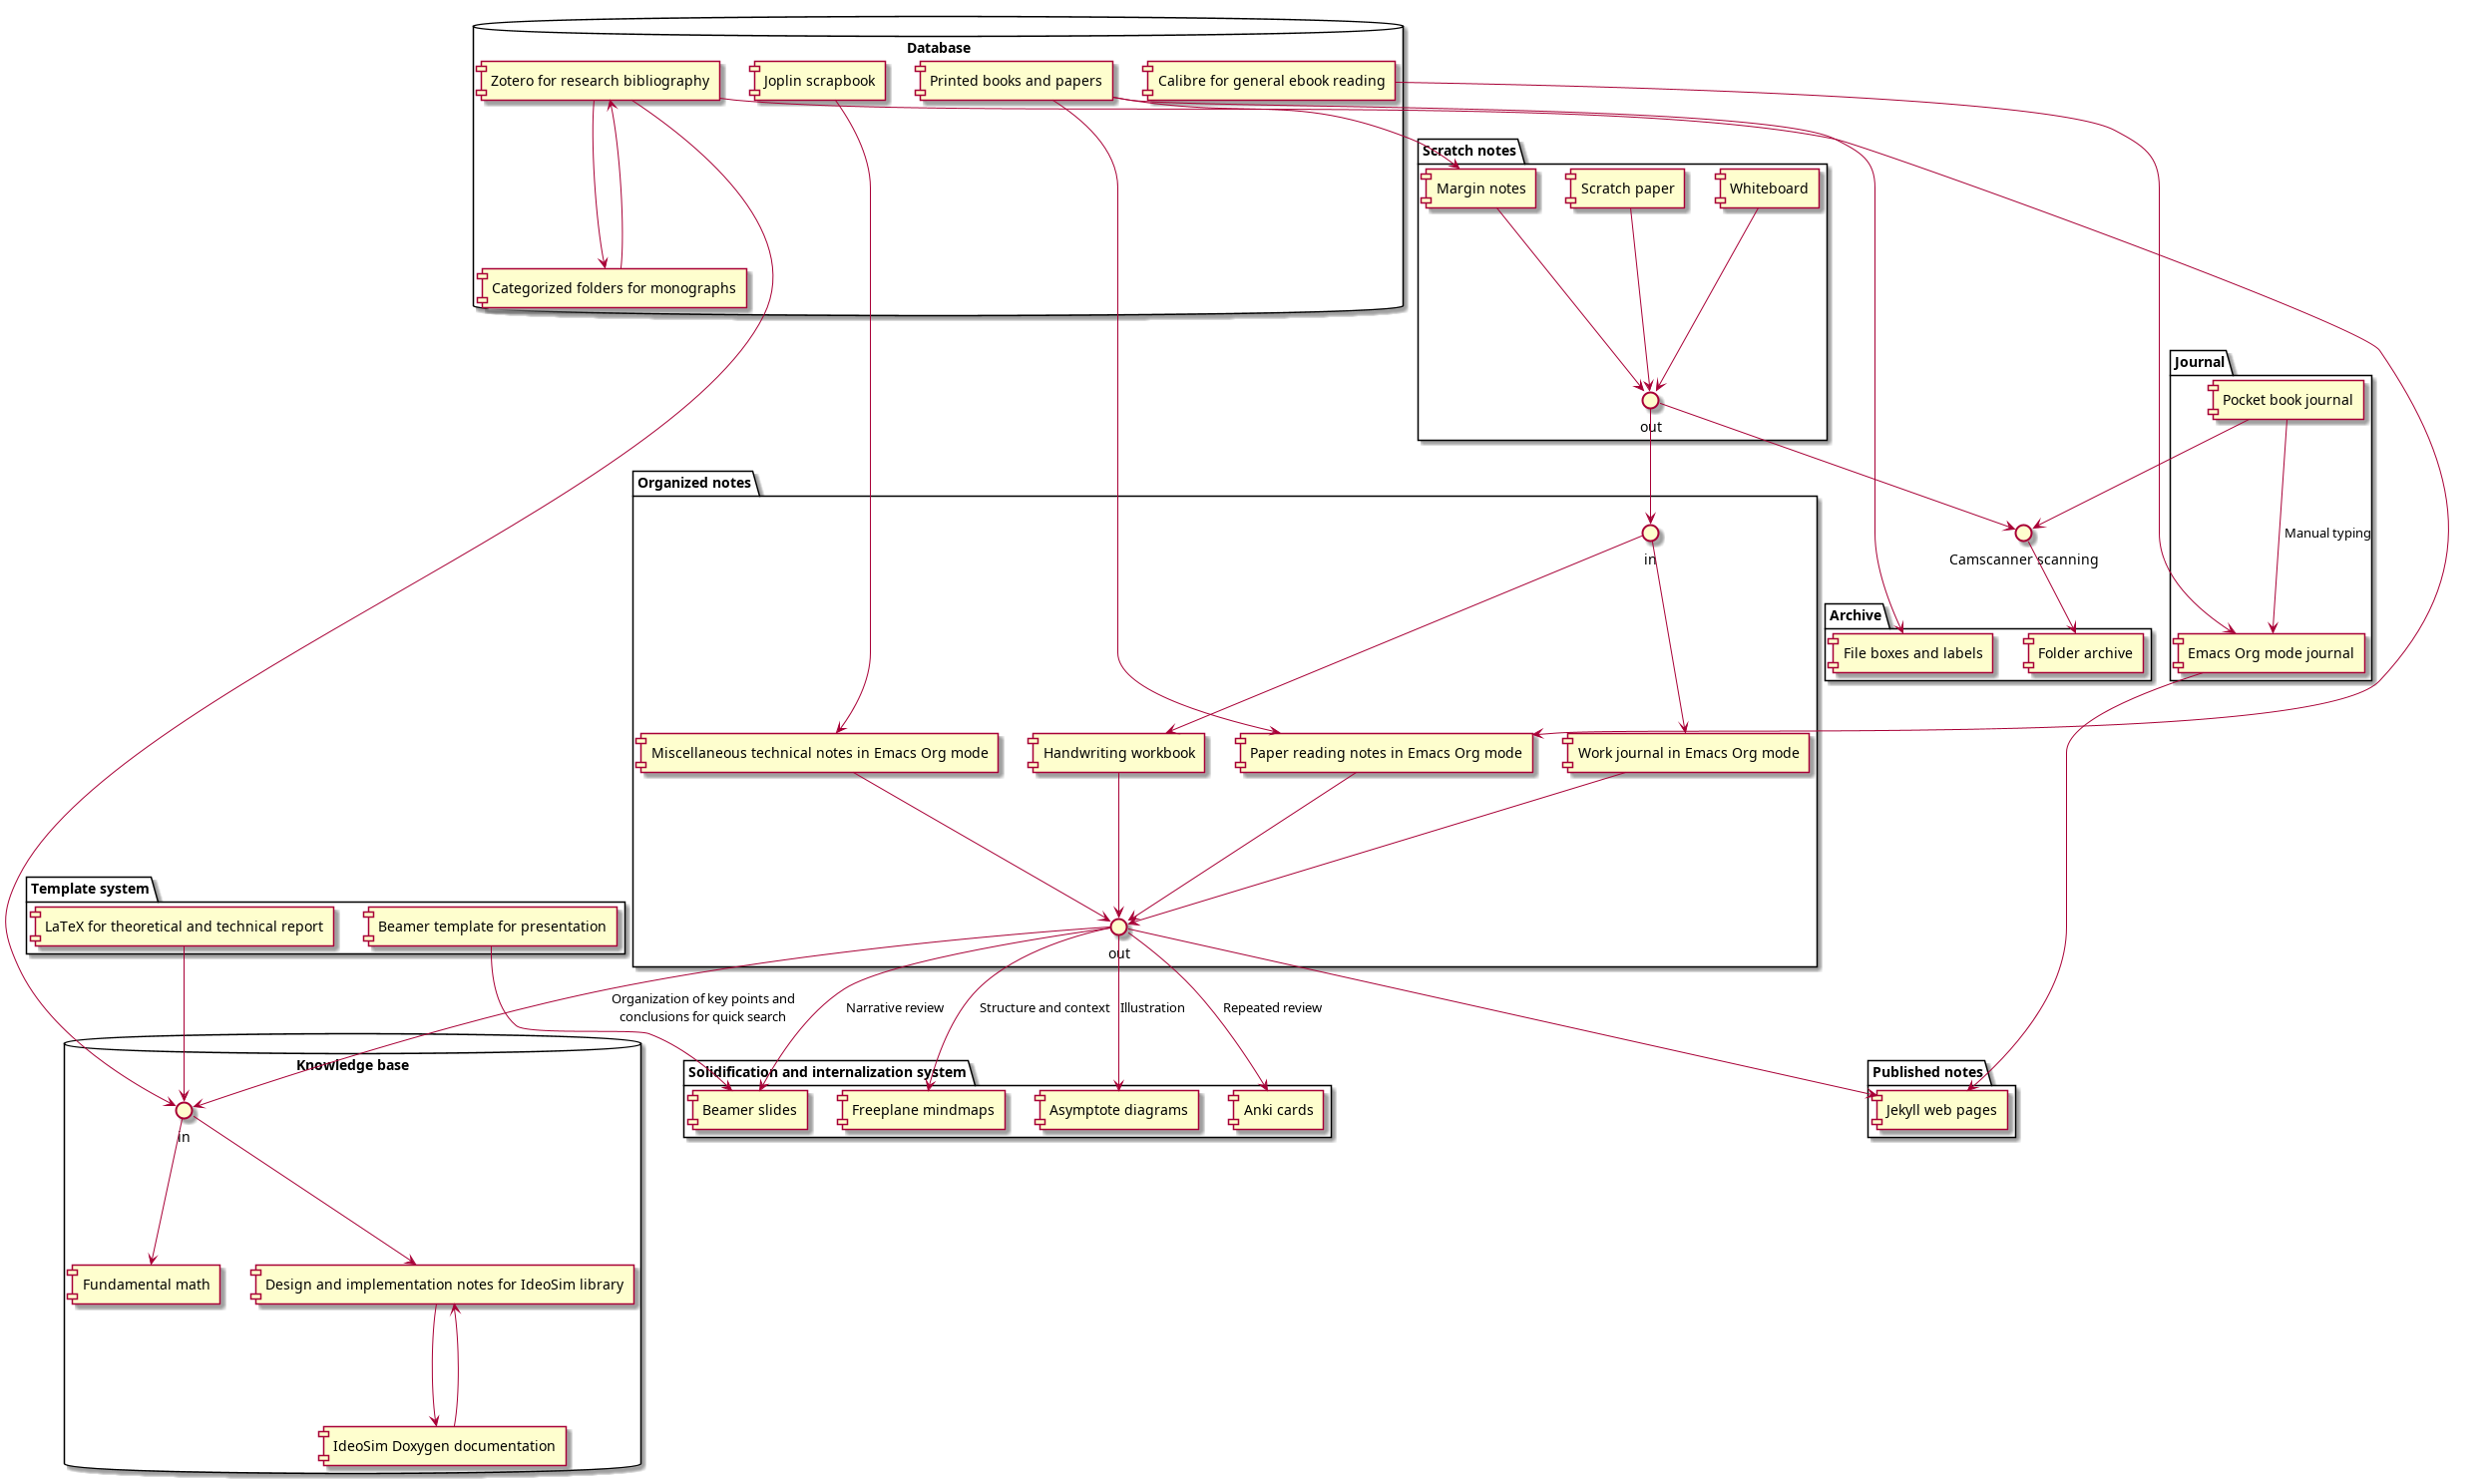 Database
Zotero for research bibliography
Joplin scrapbook
Printed books and papers
Calibre for general ebook reading
Scratch notes
Margin notes
Scratch paper
Whiteboard
Categorized folders for monographs
Journal
Pocket book journal
out
Organized notes
in
Manual typing
Camscanner scanning
Archive
File boxes and labels
Folder archive
Emacs Org mode journal
Miscellaneous technical notes in Emacs Org mode
Handwriting workbook
Paper reading notes in Emacs Org mode
Work journal in Emacs Org mode
Template system
LaTeX for theoretical and technical report
Beamer template for presentation
out
Organization of key points and
conclusions for quick search
Narrative review
Structure and context
Illustration
Repeated review
Knowledge base
Solidification and internalization system
Published notes
Beamer slides
Freeplane mindmaps
Asymptote diagrams
Anki cards
Jekyll web pages
in
Fundamental math
Design and implementation notes for IdeoSim library
IdeoSim Doxygen documentation